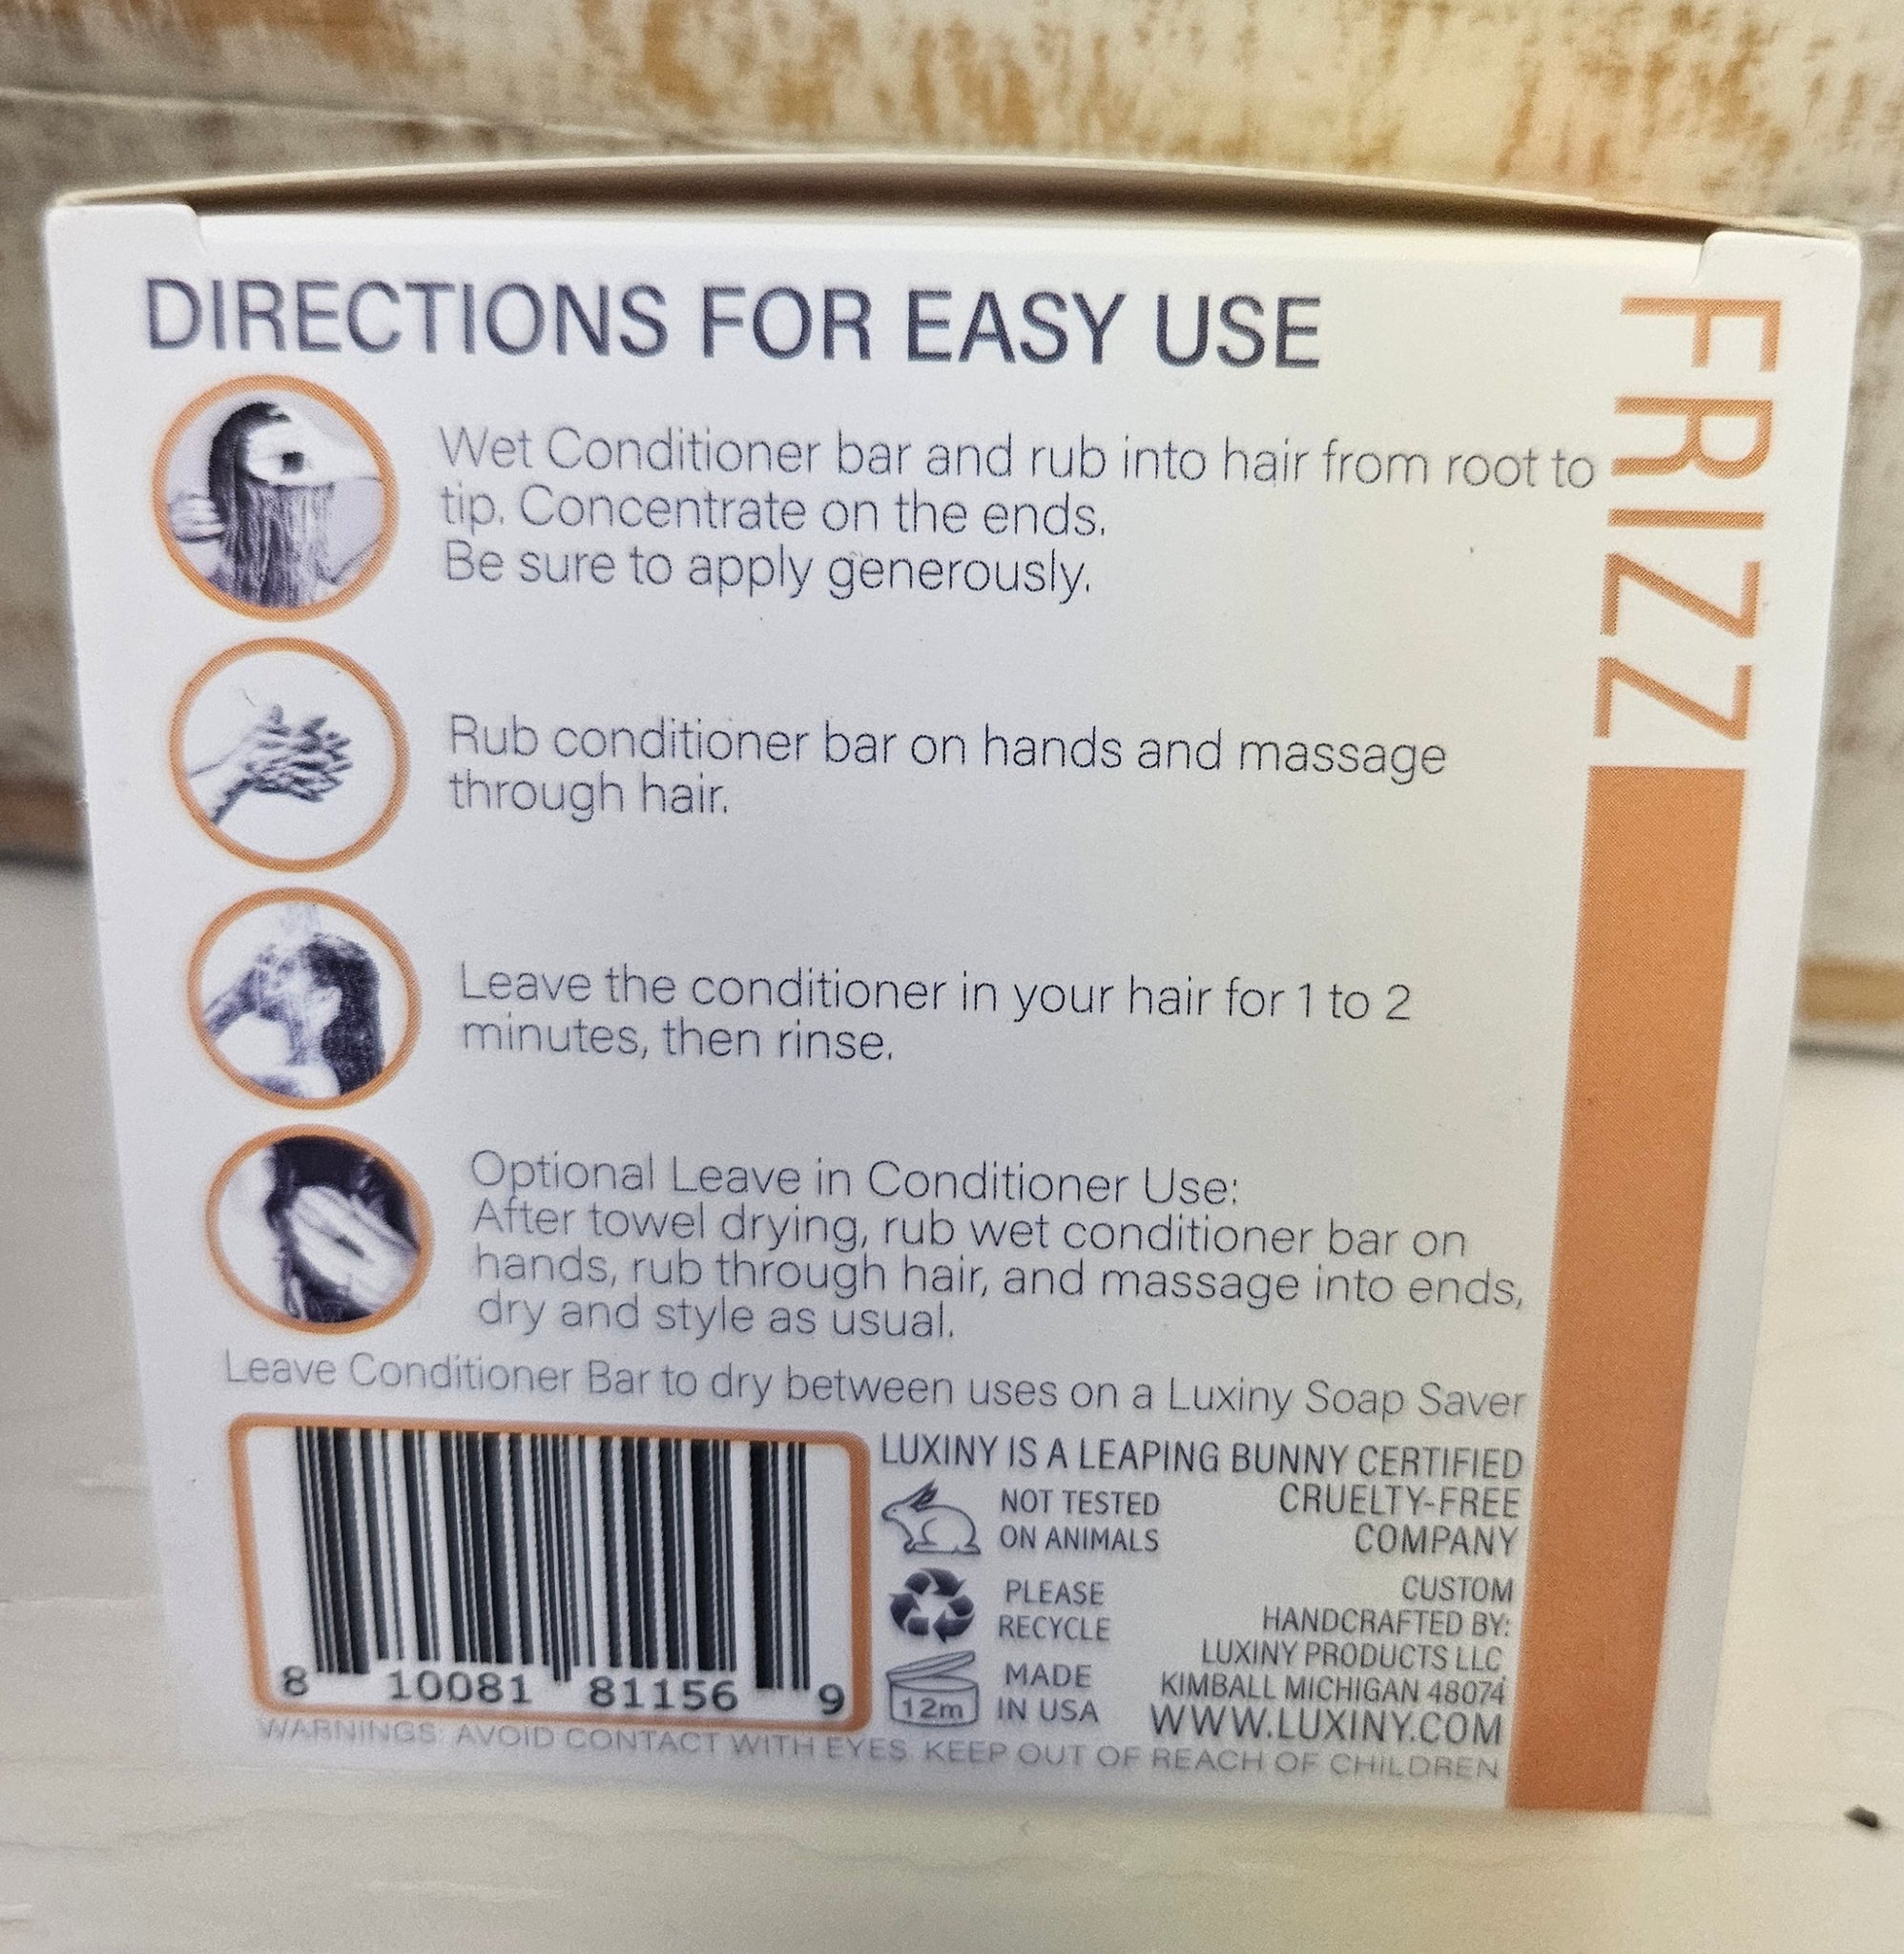 DIRECTIONS FOR EASY USE
FRIZZ
Wet Conditioner bar and rub into hair from root to
tip. Concentrate on the ends.
Be sure to apply generously.
Rub conditioner bar on hands and massage
through hair.
Leave the conditioner in your hair for 1 to 2
minutes, then rinse.
Optional Leave in Conditioner Use:
After towel drying, rub wet conditioner bar on
hands, rub through hair, and massage into ends,
dry and style as usual.
Leave Conditioner Bar to dry between uses on a Luxiny Soap Saver
8 10081 81156 9
LUXINY IS A LEAPING BUNNY CERTIFIED
CRUELTY-FREE
COMPANY
NOT TESTED
ON ANIMALS
PLEASE
RECYCLE
12m
MADE
IN USA
CUSTOM
HANDCRAFTED BY:
LUXINY PRODUCTS LLC,
KIMBALL MICHIGAN 48074
WWW.LUXINY.COM
WARNINGS: AVOID CONTACT WITH EYES. KEEP OUT OF REACH OF CHILDREN